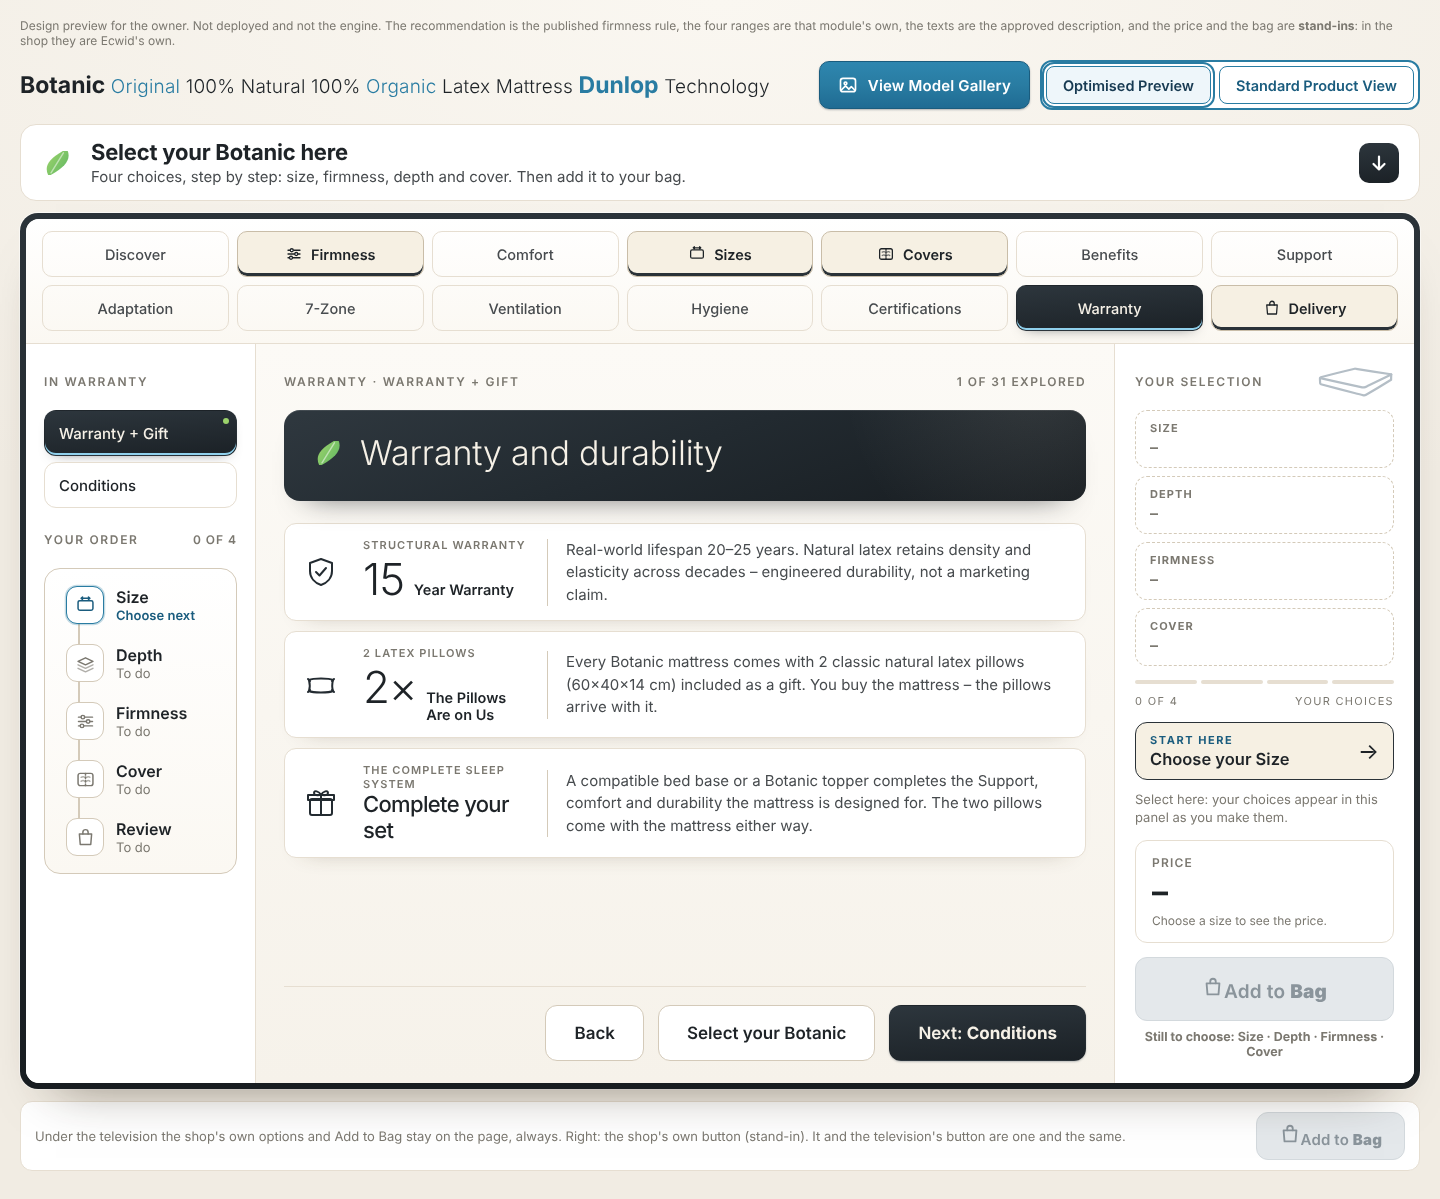 Design preview for the owner. Not deployed and not the engine. The recommendation is the published firmness rule, the four ranges are that module's own, the texts are the approved description, and the price and the bag are stand-ins: in the
shop they are Ecwid's own.
Botanic Original 100% Natural 100% Organic Latex Mattress Dunlop Technology
View Model Gallery
Optimised Preview
Standard Product View
Select your Botanic here
Four choices, step by step: size, firmness, depth and cover. Then add it to your bag.
Discover
Firmness
Comfort
Sizes
Covers
Benefits
Support
Adaptation
7-Zone
Ventilation
Hygiene
Certifications
Warranty
Delivery
IN WARRANTY
Warranty + Gift
Conditions
YOUR ORDER
0 OF 4
Size
Choose next
Depth
To do
Firmness
To do
Cover
To do
Review
To do
WARRANTY · WARRANTY + GIFT
1 OF 31 EXPLORED
Warranty and durability
STRUCTURAL WARRANTY
15 Year Warranty
Real-world lifespan 20–25 years. Natural latex retains density and
elasticity across decades – engineered durability, not a marketing
claim.
2 LATEX PILLOWS
2× The Pillows
Are on Us
Every Botanic mattress comes with 2 classic natural latex pillows
(60×40×14 cm) included as a gift. You buy the mattress – the pillows
arrive with it.
THE COMPLETE SLEEP
SYSTEM
Complete your
set
A compatible bed base or a Botanic topper completes the Support,
comfort and durability the mattress is designed for. The two pillows
come with the mattress either way.
Back
Select your Botanic
Next: Conditions
YOUR SELECTION
SIZE
–
DEPTH
–
FIRMNESS
–
COVER
–
0 OF 4
YOUR CHOICES
START HERE
Choose your Size
Select here: your choices appear in this
panel as you make them.
PRICE
–
Choose a size to see the price.
Add to Bag
Still to choose: Size · Depth · Firmness ·
Cover
Under the television the shop's own options and Add to Bag stay on the page, always. Right: the shop's own button (stand-in). It and the television's button are one and the same.
Add to Bag